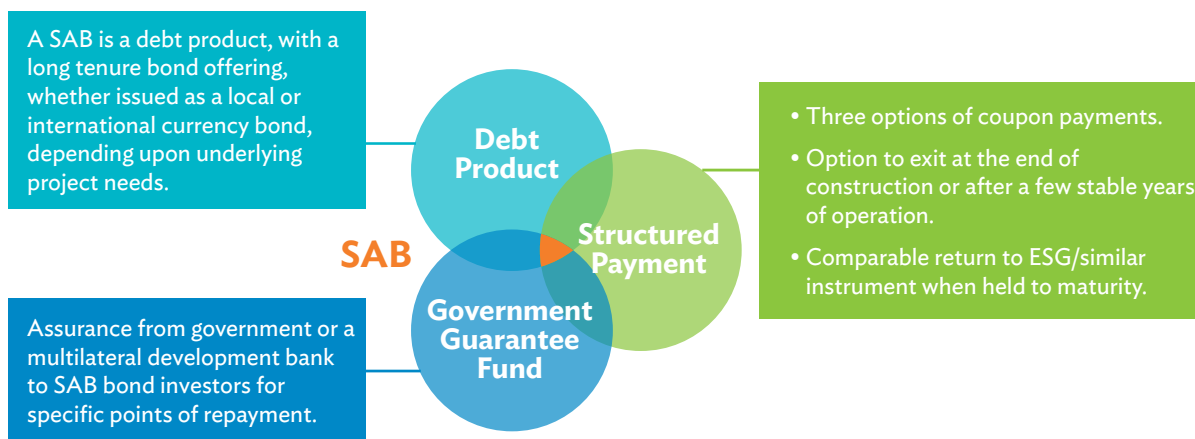 A SAB is a debt product, with a
long tenure bond offering,
whether issued as a local or
international currency bond,
depending upon underlying
project needs.
Debt
Product
• Three options of coupon payments.
• Option to exit at the end of
construction or after a few stable years
of operation.
• Comparable return to ESG/similar
instrument when held to maturity.
SAB
Structured
Payment
Government
Guarantee
Fund
Assurance from government or a
multilateral development bank
to SAB bond investors for
specific points of repayment.